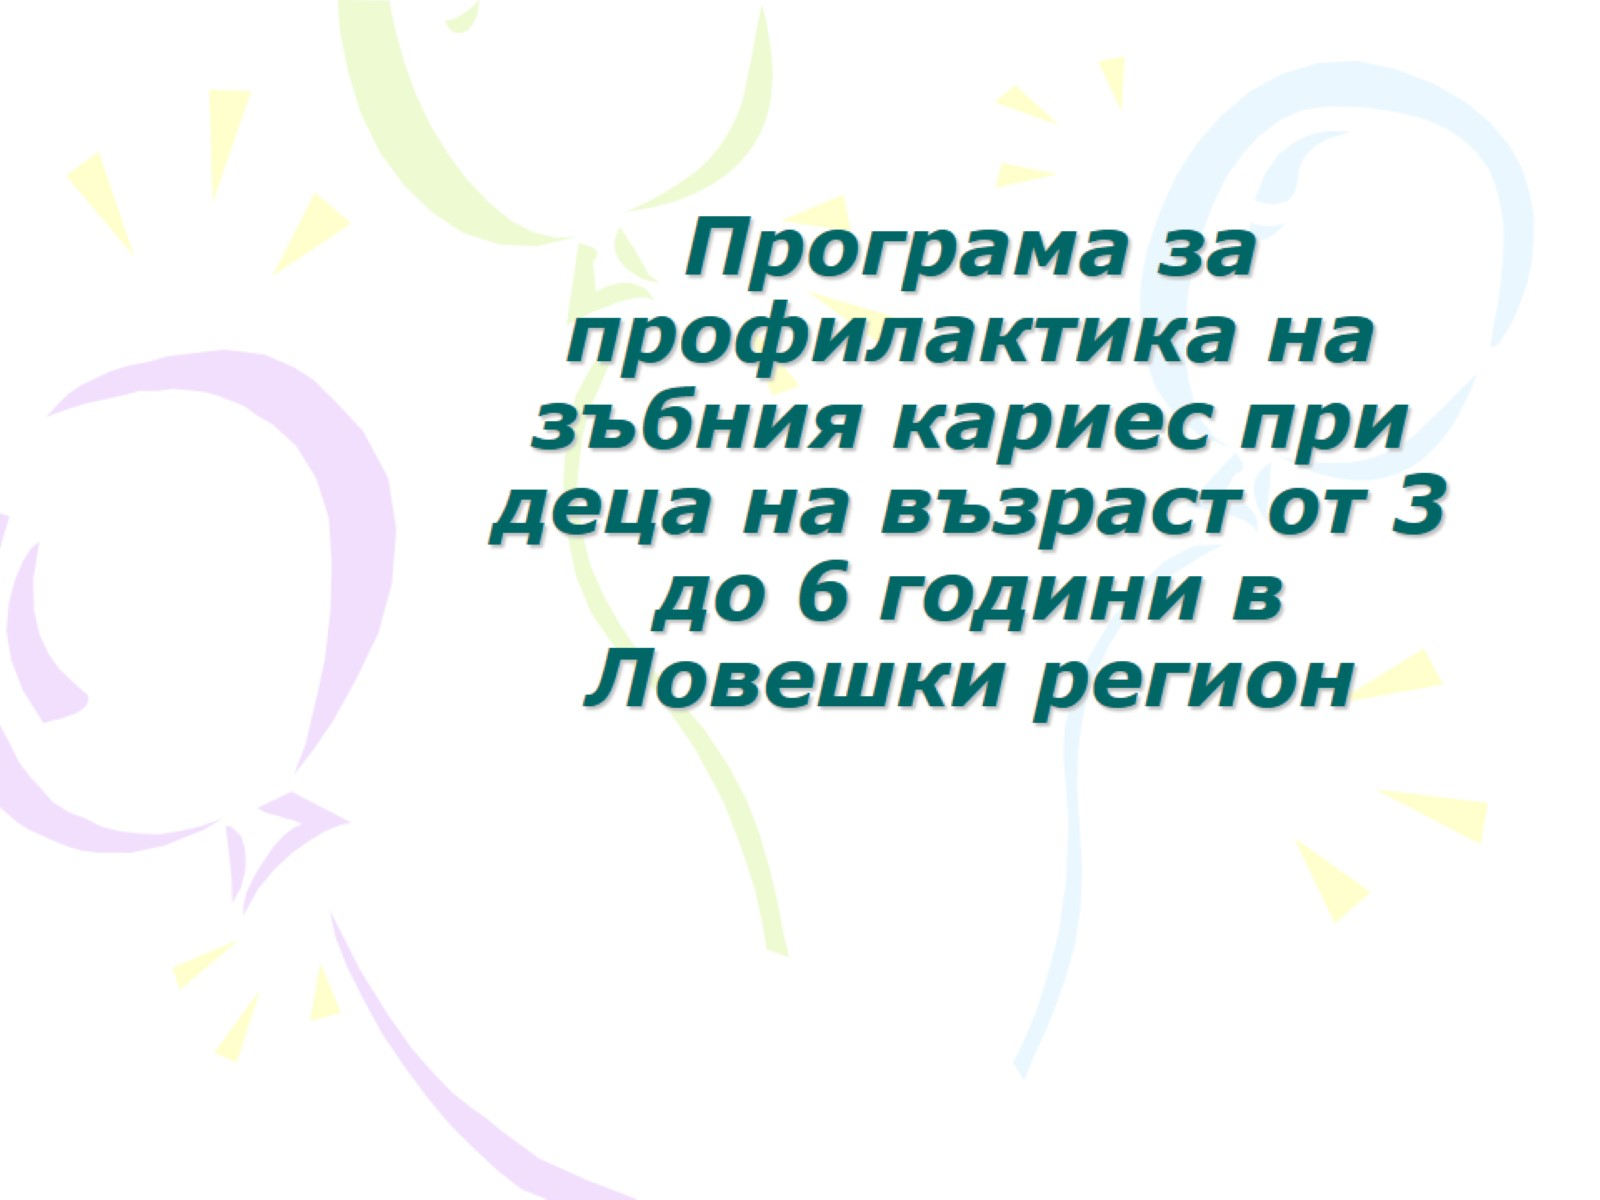 Програма за
профилактика на
зъбния кариес при
деца на възраст от 3
до 6 години в
Ловешки регион